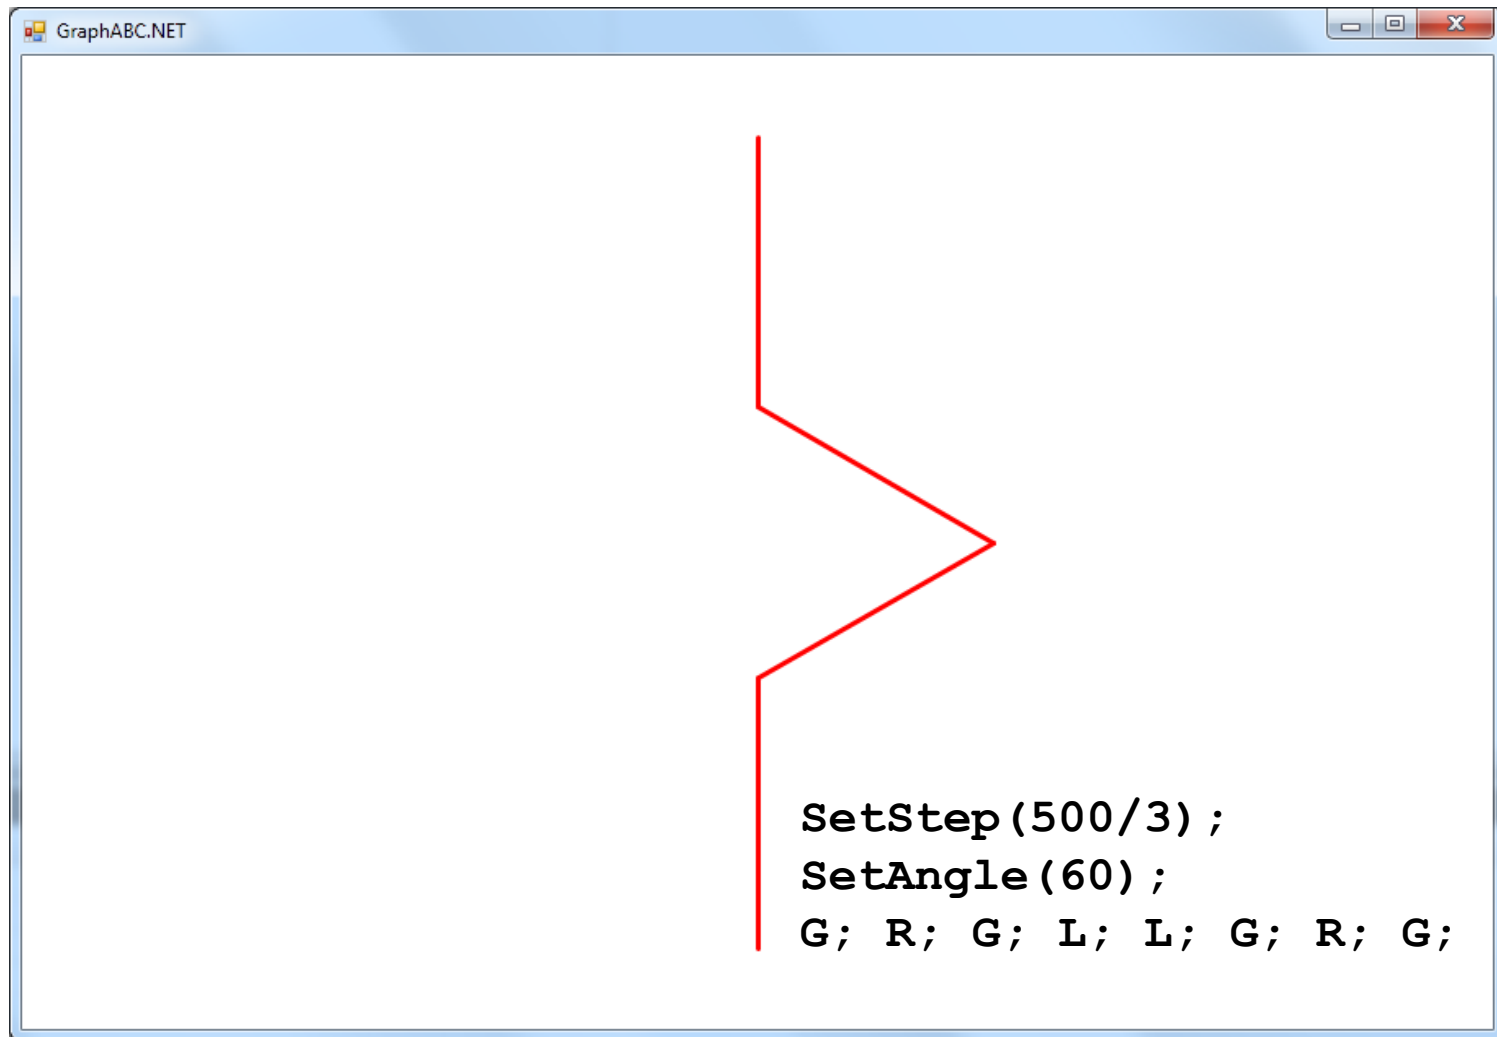 GraphABC.NET
SetStep(500/3);
SetAngle(60);
G; R; G; L; L; G; R; G;